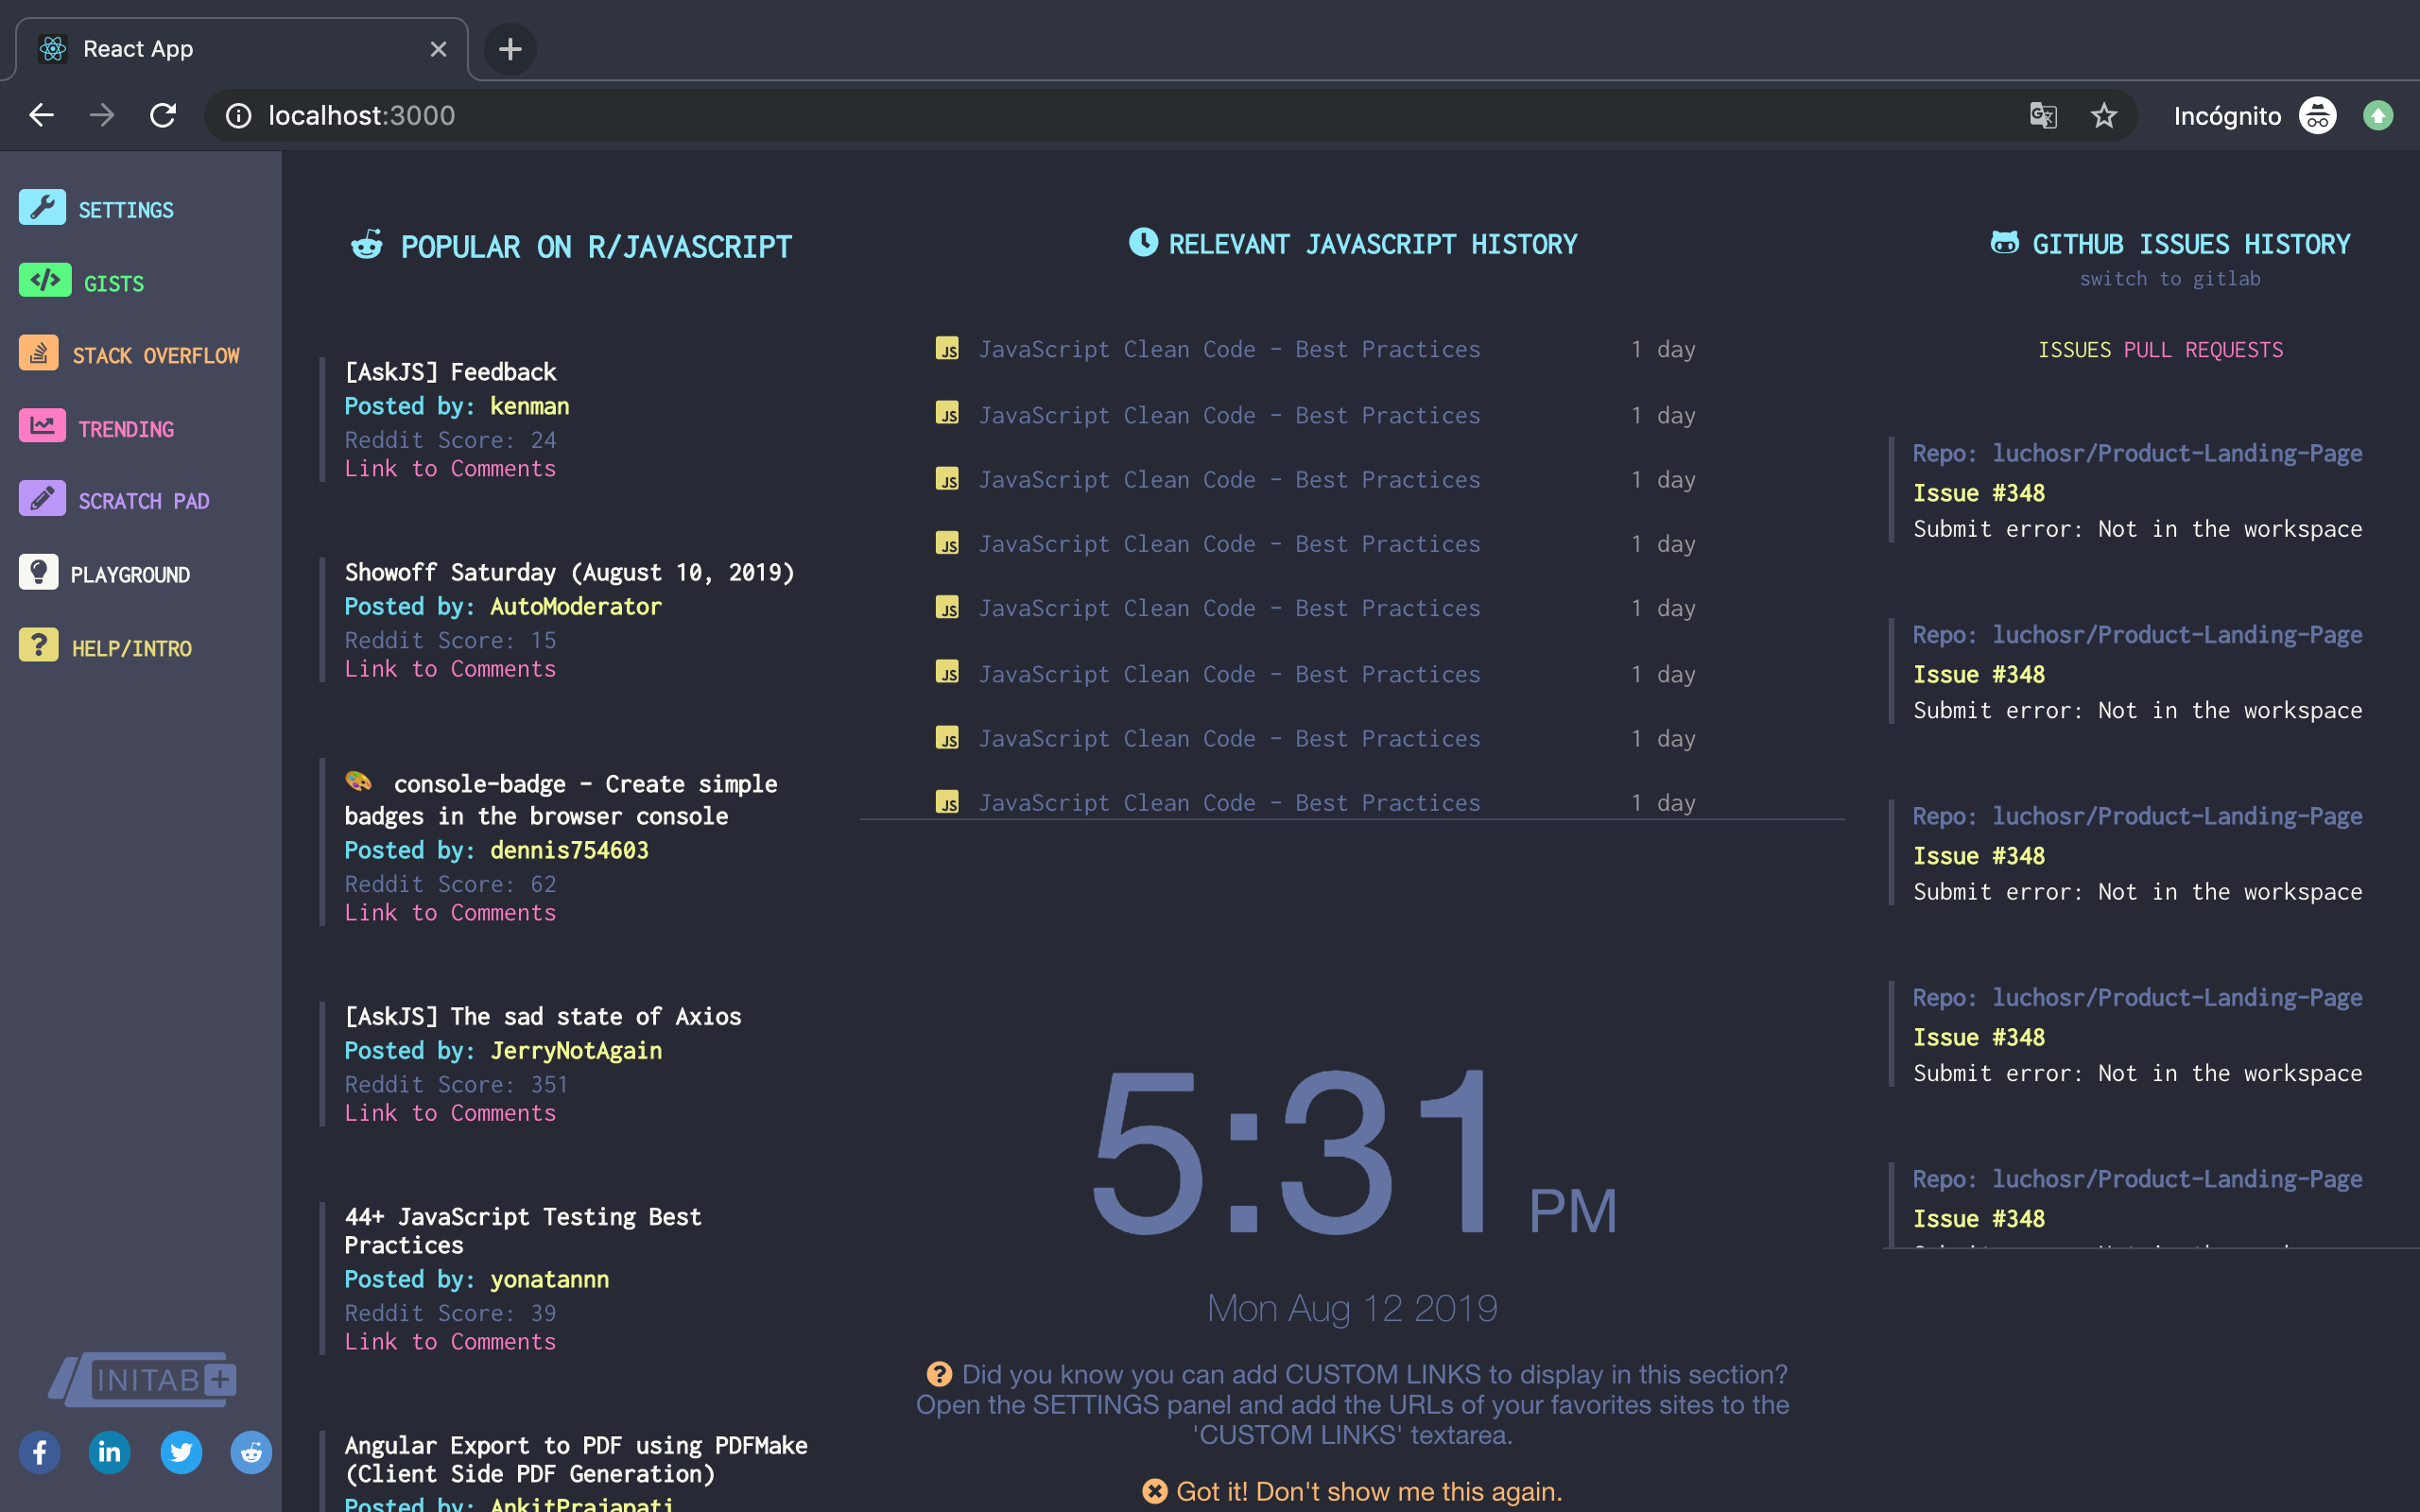 React App
localhost:3000
Incógnito
SETTINGS
GISTS
STACK OVERFLOW
TRENDING
SCRATCH PAD
PLAYGROUND
HELP/INTRO
INITAB+
POPULAR ON R/JAVASCRIPT
[AskJS] Feedback
Posted by: kenman
Reddit Score: 24
Link to Comments
Showoff Saturday (August 10, 2019)
Posted by: AutoModerator
Reddit Score: 15
Link to Comments
🎨 console-badge - Create simple
badges in the browser console
Posted by: dennis754603
Reddit Score: 62
Link to Comments
[AskJS] The sad state of Axios
Posted by: JerryNotAgain
Reddit Score: 351
Link to Comments
44+ JavaScript Testing Best
Practices
Posted by: yonatannn
Reddit Score: 39
Link to Comments
Angular Export to PDF using PDFMake
(Client Side PDF Generation)
Posted by: AnkitPrajapati
RELEVANT JAVASCRIPT HISTORY
JS JavaScript Clean Code - Best Practices 1 day
JS JavaScript Clean Code - Best Practices 1 day
JS JavaScript Clean Code - Best Practices 1 day
JS JavaScript Clean Code - Best Practices 1 day
JS JavaScript Clean Code - Best Practices 1 day
JS JavaScript Clean Code - Best Practices 1 day
JS JavaScript Clean Code - Best Practices 1 day
JS JavaScript Clean Code - Best Practices 1 day
5:31 PM
Mon Aug 12 2019
Did you know you can add CUSTOM LINKS to display in this section?
Open the SETTINGS panel and add the URLs of your favorites sites to the
'CUSTOM LINKS' textarea.
Got it! Don't show me this again.
GITHUB ISSUES HISTORY
switch to gitlab
ISSUES PULL REQUESTS
Repo: luchosr/Product-Landing-Page
Issue #348
Submit error: Not in the workspace
Repo: luchosr/Product-Landing-Page
Issue #348
Submit error: Not in the workspace
Repo: luchosr/Product-Landing-Page
Issue #348
Submit error: Not in the workspace
Repo: luchosr/Product-Landing-Page
Issue #348
Submit error: Not in the workspace
Repo: luchosr/Product-Landing-Page
Issue #348